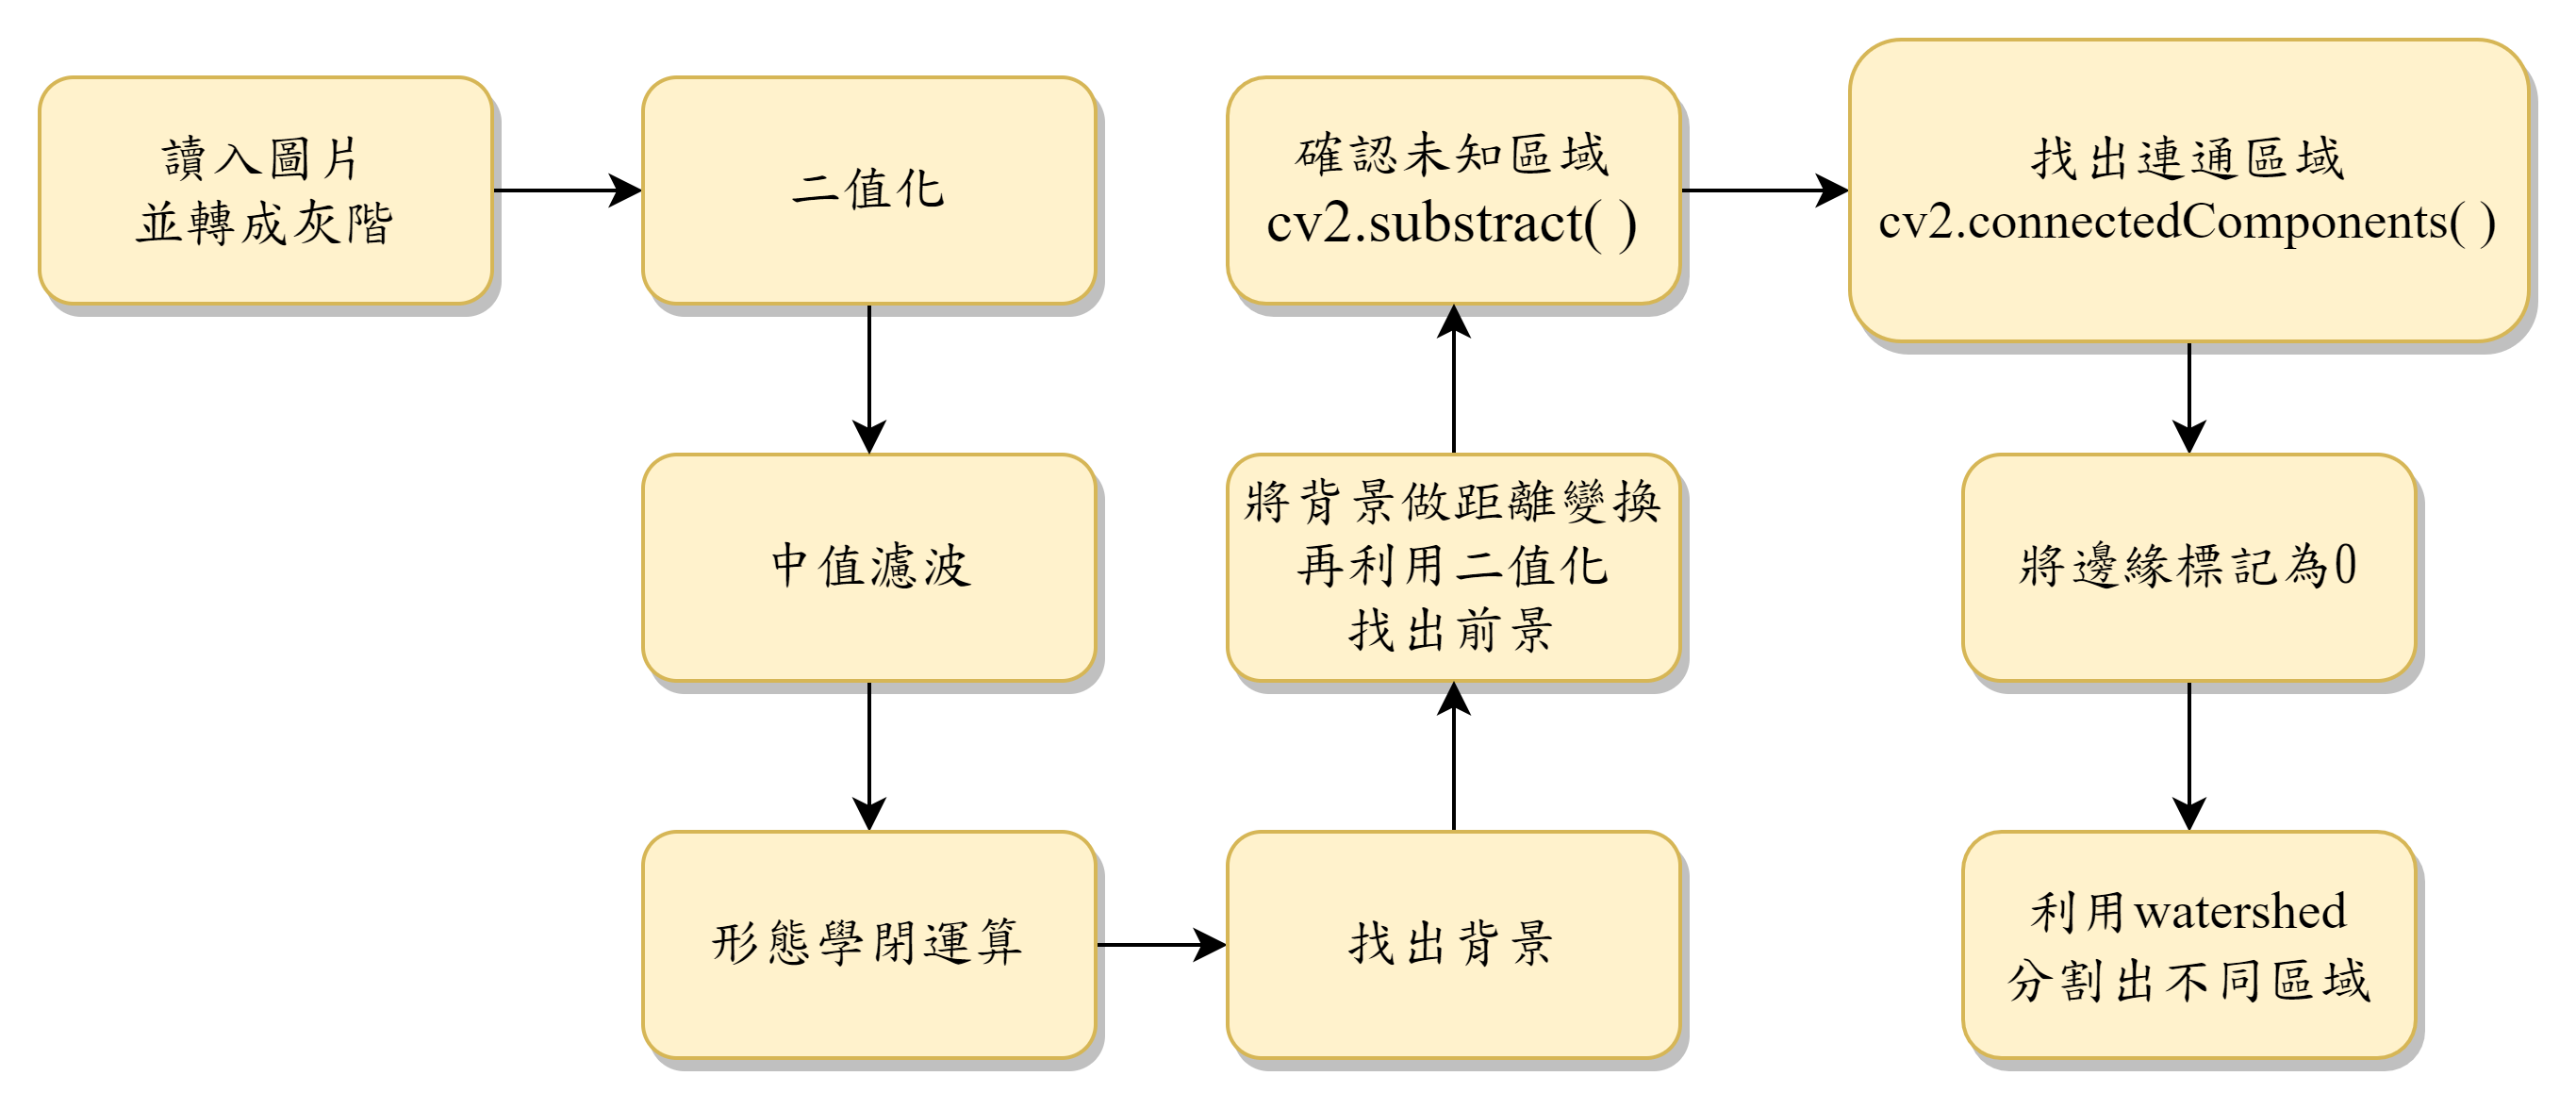 讀入圖片
並轉成灰階
二值化
中值濾波
形態學閉運算
找出背景
將背景做距離變換
再利用二值化
找出前景
確認未知區域
cv2.substract( )
找出連通區域
cv2.connectedComponents( )
將邊緣標記為0
利用watershed
分割出不同區域